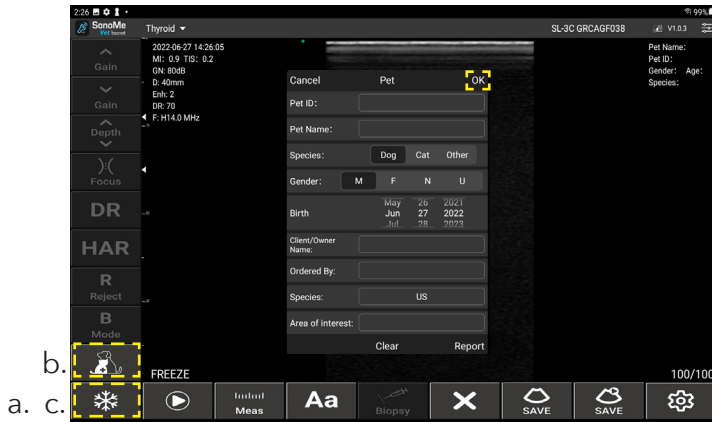 2:26
99%
SonoMe
Vet
Thyroid
SL-3C GRCAGF038
V1.0.3
Gain
Gain
Depth
Focus
DR
HAR
R
Reject
B
Mode
2022-06-27 14:26:05
MI: 0.9 TIS: 0.2
GN: 80dB
D: 40mm
Enh: 2
DR: 70
F: H14.0 MHz
Pet Name:
Pet ID:
Gender: Age:
Species:
Cancel Pet OK
Pet ID:
Pet Name:
Species: Dog Cat Other
Gender: M F N U
May 26 2021
Birth Jun 27 2022
Jul 28 2023
Client/Owner
Name:
Ordered By:
Species: US
Area of interest:
Clear Report
b.
FREEZE 100/100
a. c.
Meas
Aa
Biopsy
SAVE
SAVE